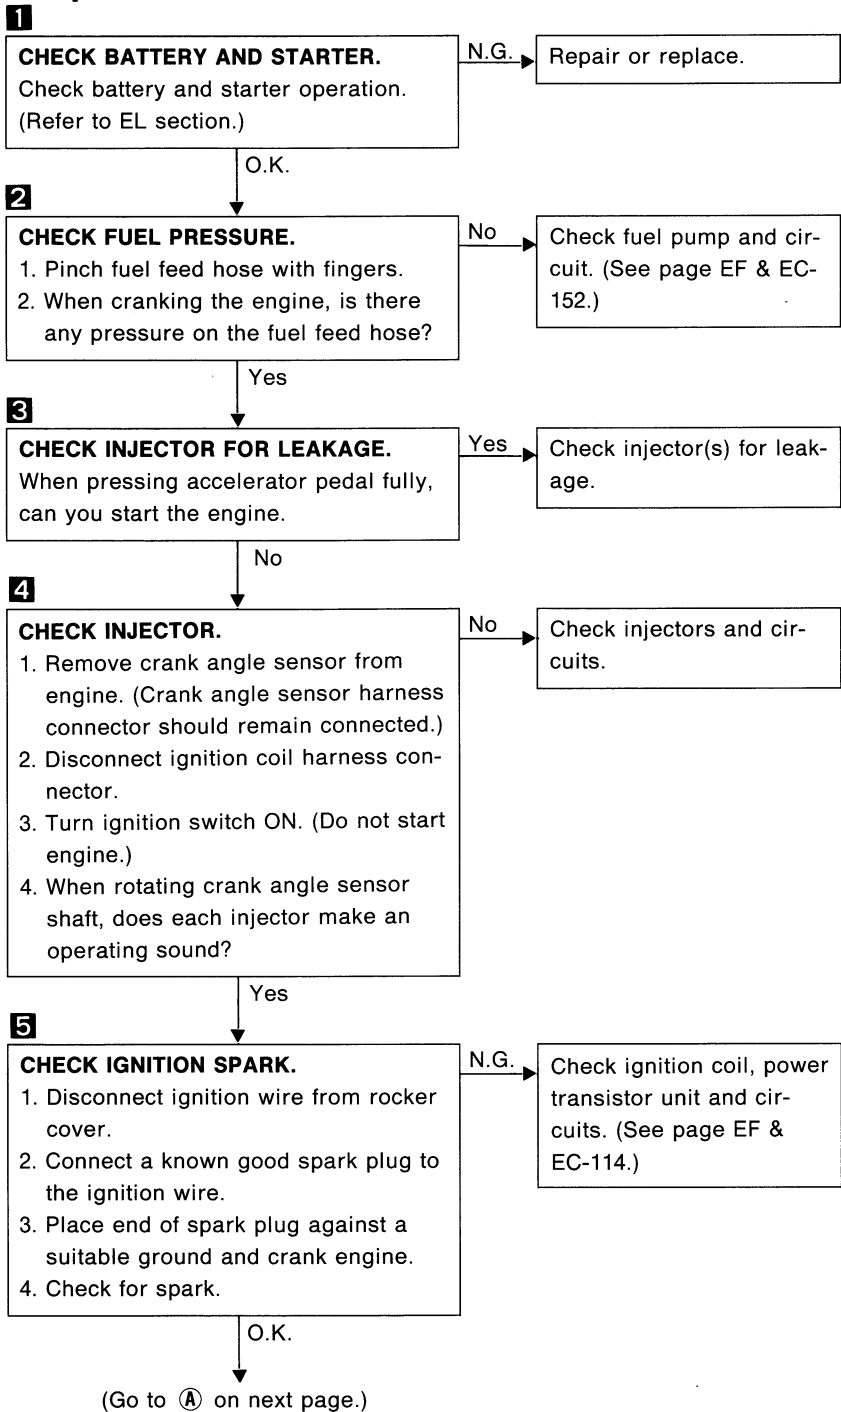 1
CHECK BATTERY AND STARTER.
Check battery and starter operation.
(Refer to EL section.)
N.G.
Repair or replace.
O.K.
2
CHECK FUEL PRESSURE.
1. Pinch fuel feed hose with fingers.
2. When cranking the engine, is there
any pressure on the fuel feed hose?
No
Check fuel pump and cir-
cuit. (See page EF & EC-
152.)
Yes
3
CHECK INJECTOR FOR LEAKAGE.
When pressing accelerator pedal fully,
can you start the engine.
Yes
Check injector(s) for leak-
age.
No
4
CHECK INJECTOR.
1. Remove crank angle sensor from
engine. (Crank angle sensor harness
connector should remain connected.)
2. Disconnect ignition coil harness con-
nector.
3. Turn ignition switch ON. (Do not start
engine.)
4. When rotating crank angle sensor
shaft, does each injector make an
operating sound?
No
Check injectors and cir-
cuits.
Yes
5
CHECK IGNITION SPARK.
1. Disconnect ignition wire from rocker
cover.
2. Connect a known good spark plug to
the ignition wire.
3. Place end of spark plug against a
suitable ground and crank engine.
4. Check for spark.
N.G.
Check ignition coil, power
transistor unit and cir-
cuits. (See page EF &
EC-114.)
O.K.
(Go to Ⓐ on next page.)